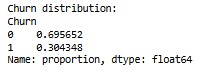 Churn distribution:
Churn
0    0.695652
1    0.304348
Name: proportion, dtype: float64